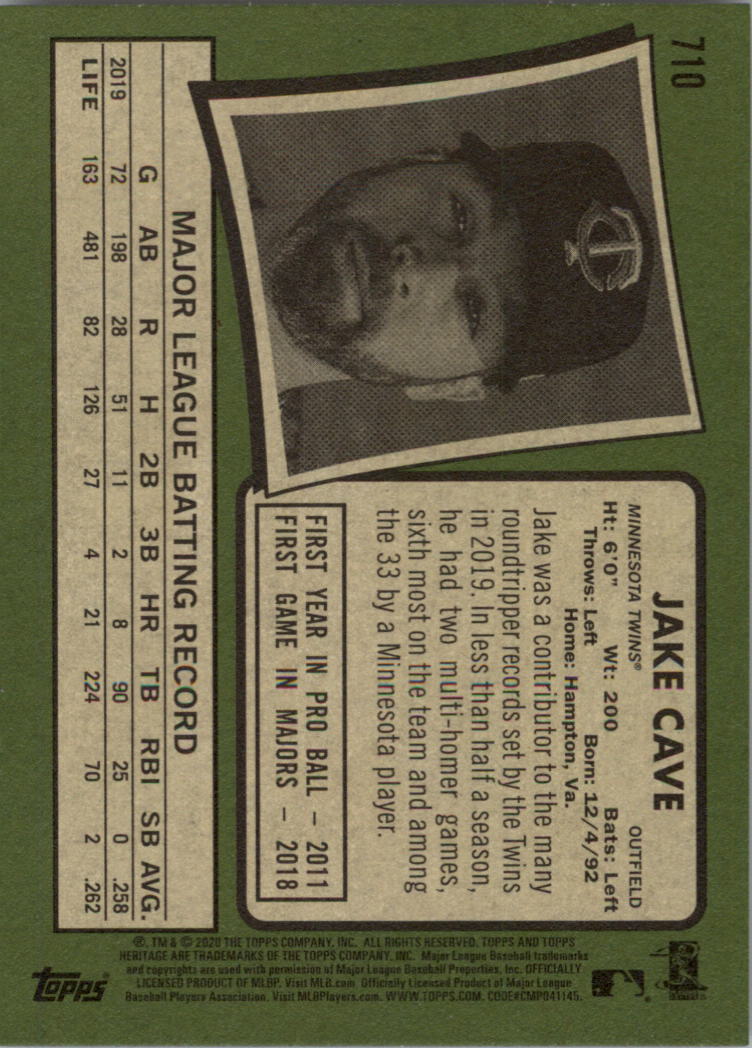 710
JAKE CAVE
MINNESOTA TWINS® OUTFIELD
Ht: 6'0" Wt: 200 Bats: Left
Throws: Left Born: 12/4/92
Home: Hampton, Va.
Jake was a contributor to the many
roundtripper records set by the Twins
in 2019. In less than half a season,
he had two multi-homer games,
sixth most on the team and among
the 33 by a Minnesota player.
FIRST YEAR IN PRO BALL – 2011
FIRST GAME IN MAJORS – 2018
MAJOR LEAGUE BATTING RECORD
G AB R H 2B 3B HR TB RBI SB AVG.
2019 72 198 28 51 11 2 8 90 25 0 .258
LIFE 163 481 82 126 27 4 21 224 70 2 .262
®, TM & © 2020 THE TOPPS COMPANY, INC. ALL RIGHTS RESERVED. TOPPS AND TOPPS
HERITAGE ARE TRADEMARKS OF THE TOPPS COMPANY, INC. Major League Baseball trademarks
and copyrights are used with permission of Major League Baseball Properties, Inc. OFFICIALLY
LICENSED PRODUCT OF MLBP. Visit MLB.com. Officially Licensed Product of Major League
Baseball Players Association. Visit MLBPlayers.com. WWW.TOPPS.COM. CODE#CMP041145.
TOPPS®